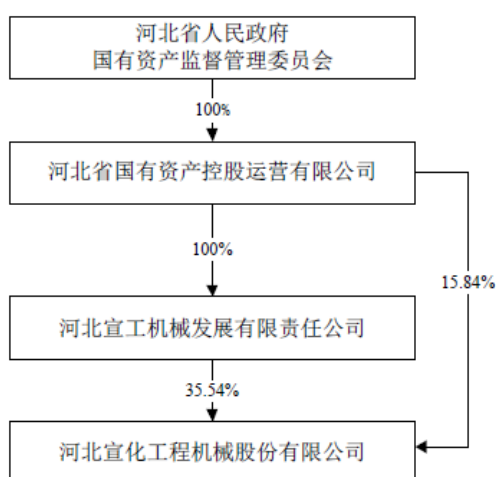 河北省人民政府
国有资产监督管理委员会
100%
河北省国有资产控股运营有限公司
100%
15.84%
河北宣工机械发展有限责任公司
35.54%
河北宣化工程机械股份有限公司